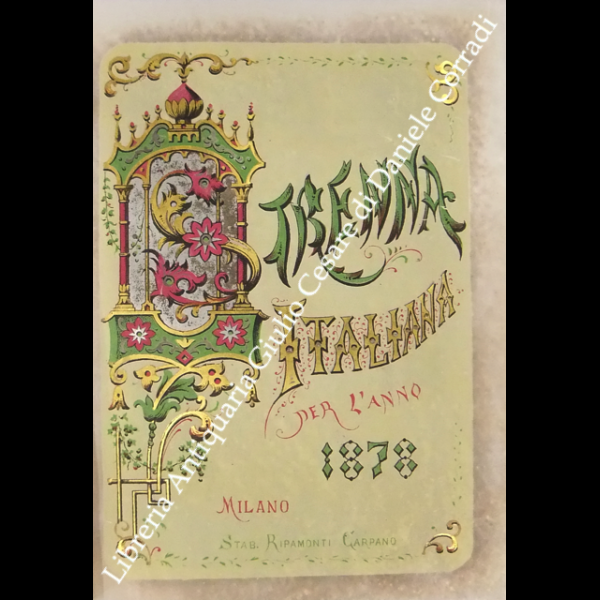 STRENNA
ITALIANA
PER L'ANNO
1878
MILANO
STAB. RIPAMONTI CARPANO
Libreria Antiquaria Giulio Cesare di Daniele Corradi